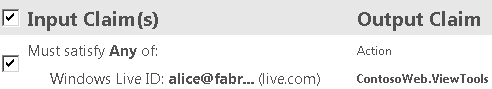 Input Claim(s) Output Claim
Must satisfy Any of: Action
Windows Live ID: alice@fabr... (live.com) ContosoWeb.ViewTools